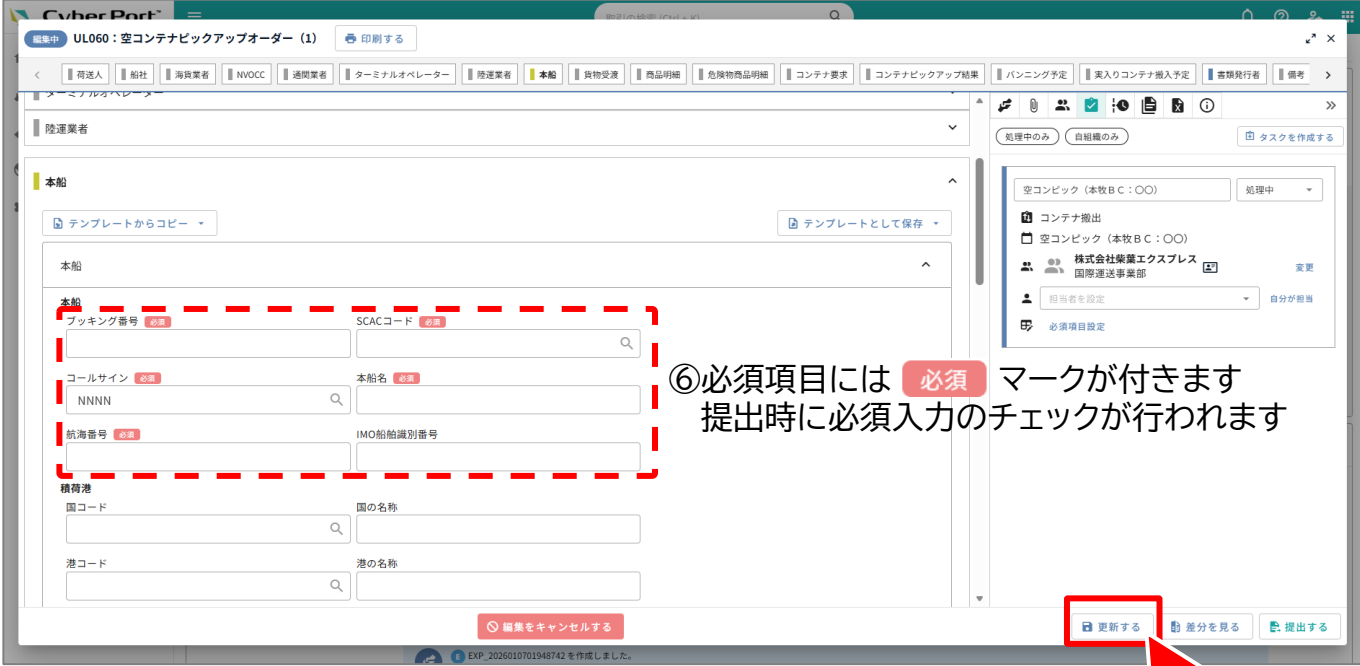 Cyber Port
取引の検索 (Ctrl + K)
編集中 UL060：空コンテナピックアップオーダー（1） 印刷する
荷送人 船社 海貨業者 NVOCC 通関業者 ターミナルオペレーター 陸運業者 本船 貨物受渡 商品明細 危険物商品明細 コンテナ要求 コンテナピックアップ結果 バンニング予定 実入りコンテナ搬入予定 書類発行者 備考
ターミナルオペレーター
陸運業者
本船
テンプレートからコピー テンプレートとして保存
本船
本船
ブッキング番号 必須 SCACコード 必須
コールサイン 必須 本船名 必須
NNNN
航海番号 必須 IMO船舶識別番号
積荷港
国コード 国の名称
港コード 港の名称
処理中のみ 自組織のみ タスクを作成する
空コンピック（本牧ＢＣ：〇〇） 処理中
コンテナ搬出
空コンピック（本牧ＢＣ：〇〇）
株式会社柴葉エクスプレス
国際運送事業部 変更
担当者を設定 自分が担当
必須項目設定
⑥必須項目には 必須 マークが付きます
提出時に必須入力のチェックが行われます
編集をキャンセルする 更新する 差分を見る 提出する
E EXP_2026010701948742 を作成しました。